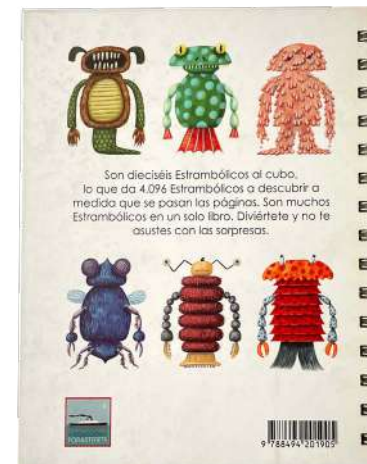 Son dieciséis Estrambólicos al cubo,
lo que da 4.096 Estrambólicos a descubrir a
medida que se pasan las páginas. Son muchos
Estrambólicos en un solo libro. Diviértete y no te
asustes con las sorpresas.
FORASTERITA
9 788494 201905